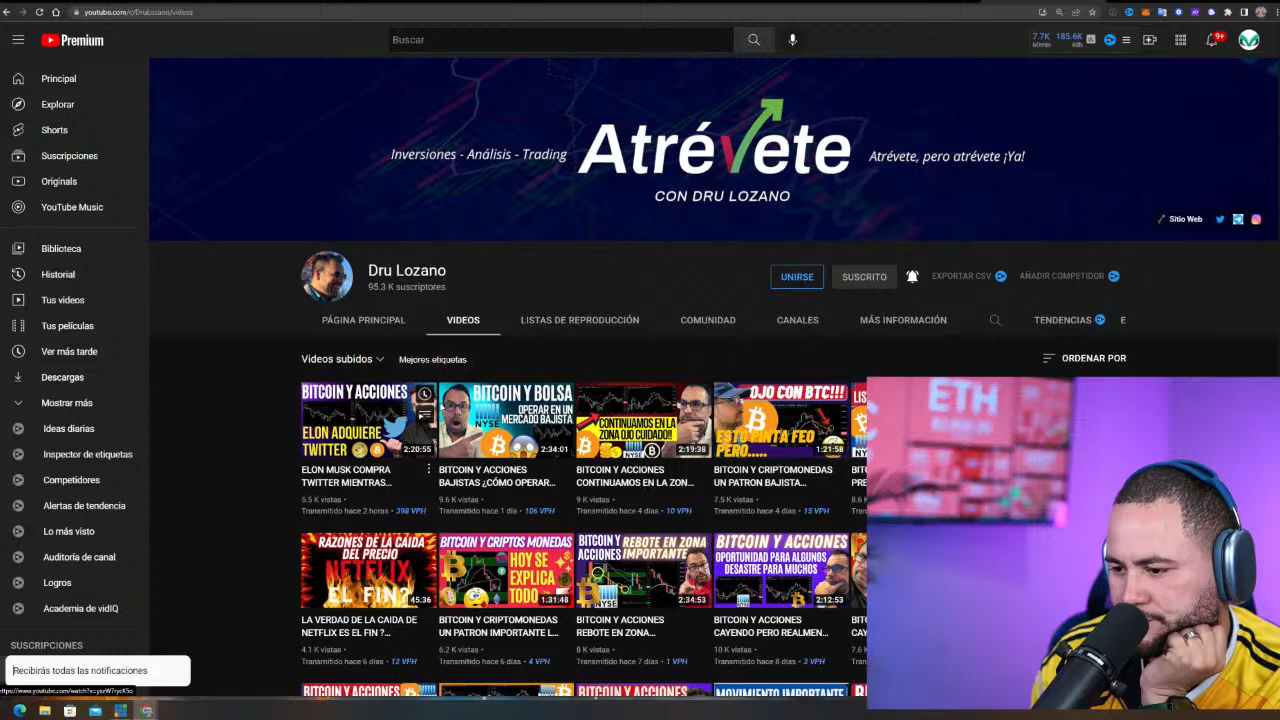 youtube.com/c/DruLozano/videos
Premium
Buscar
7.7K
60min
185.6K
48h
9+
Principal
Explorar
Shorts
Suscripciones
Originals
YouTube Music
Biblioteca
Historial
Tus videos
Tus películas
Ver más tarde
Descargas
Mostrar más
Ideas diarias
Inspector de etiquetas
Competidores
Alertas de tendencia
Lo más visto
Auditoría de canal
Logros
Academia de vidIQ
SUSCRIPCIONES
Recibirás todas las notificaciones
Inversiones - Análisis - Trading
Atrévete
CON DRU LOZANO
Atrévete, pero atrévete ¡Ya!
Sitio Web
Dru Lozano
95.3 K suscriptores
UNIRSE
SUSCRITO
EXPORTAR CSV
AÑADIR COMPETIDOR
PÁGINA PRINCIPAL
VIDEOS
LISTAS DE REPRODUCCIÓN
COMUNIDAD
CANALES
MÁS INFORMACIÓN
TENDENCIAS
E
Videos subidos
Mejores etiquetas
ORDENAR POR
BITCOIN Y ACCIONES
ELON ADQUIERE
TWITTER
2:20:55
ELON MUSK COMPRA
TWITTER MIENTRAS...
5.5 K vistas •
Transmitido hace 2 horas • 398 VPH
BITCOIN Y BOLSA
OPERAR EN UN
MERCADO BAJISTA
NYSE
2:34:01
BITCOIN Y ACCIONES
BAJISTAS ¿CÓMO OPERAR...
9.6 K vistas •
Transmitido hace 1 día • 106 VPH
CONTINUAMOS EN LA
ZONA OJO CUIDADO!!
NYSE
2:19:38
BITCOIN Y ACCIONES
CONTINUAMOS EN LA ZON...
9 K vistas •
Transmitido hace 4 días • 10 VPH
OJO CON BTC!!!
ESTO PINTA FEO
PERO.....
1:21:58
BITCOIN Y CRIPTOMONEDAS
UN PATRON BAJISTA...
7.5 K vistas •
Transmitido hace 4 días • 15 VPH
RAZONES DE LA CAIDA
DEL PRECIO
NETFLIX
EL FIN?
45:36
LA VERDAD DE LA CAIDA DE
NETFLIX ES EL FIN ?...
4.1 K vistas •
Transmitido hace 6 días • 12 VPH
BITCOIN Y CRIPTOS MONEDAS
HOY SE
EXPLICA
TODO
1:31:48
BITCOIN Y CRIPTOMONEDAS
UN PATRON IMPORTANTE L...
6.2 K vistas •
Transmitido hace 6 días • 4 VPH
BITCOIN Y
ACCIONES
REBOTE EN ZONA
IMPORTANTE
NYSE
2:34:53
BITCOIN Y ACCIONES
REBOTE EN ZONA...
8 K vistas •
Transmitido hace 7 días • 1 VPH
BITCOIN Y ACCIONES
OPORTUNIDAD PARA ALGUNOS
DESASTRE PARA MUCHOS
2:12:53
BITCOIN Y ACCIONES
CAYENDO PERO REALMEN...
10 K vistas •
Transmitido hace 8 días • 3 VPH
BITCOIN Y ACCIONES
MOVIMIENTO IMPORTANTE
ETH